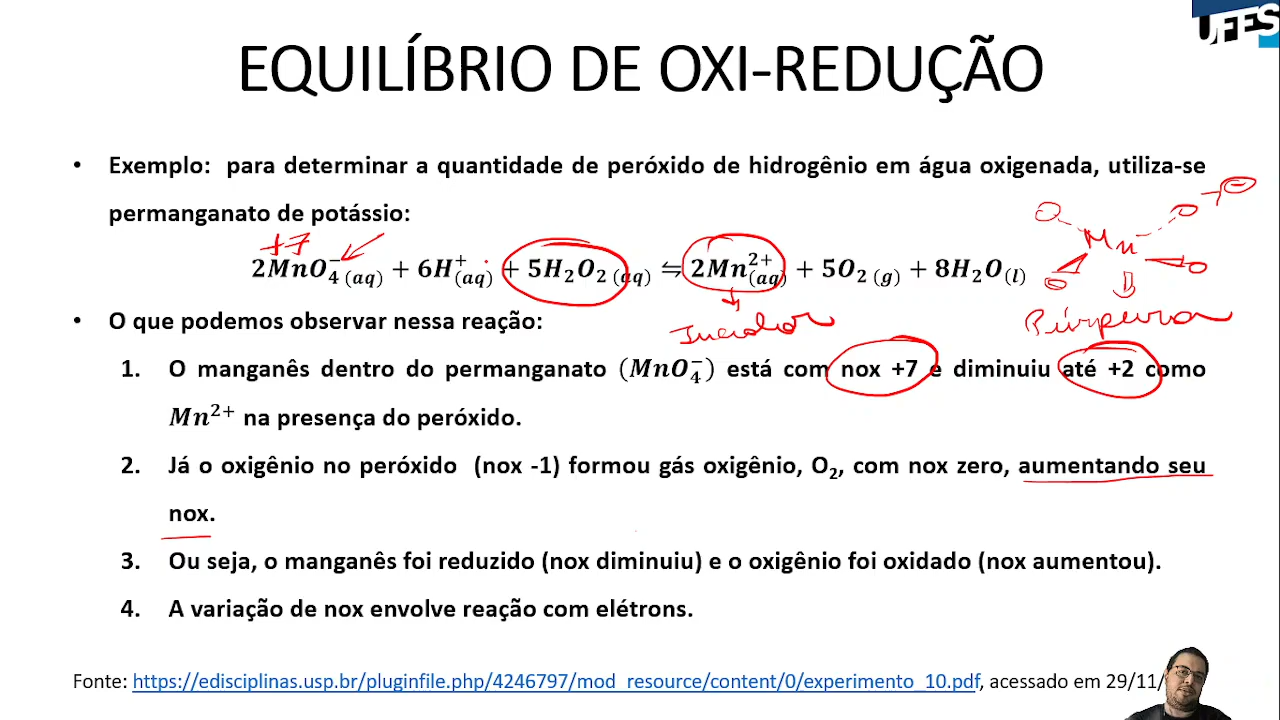 UFES
EQUILÍBRIO DE OXI-REDUÇÃO
• Exemplo: para determinar a quantidade de peróxido de hidrogênio em água oxigenada, utiliza-se
permanganato de potássio:
+7
2MnO₄⁻(aq) + 6H⁺(aq) + 5H₂O₂(aq) ⇋ 2Mn²⁺(aq) + 5O₂(g) + 8H₂O(l)
O Mn O ⁻
O O
Incolor
Púrpura
• O que podemos observar nessa reação:
1. O manganês dentro do permanganato (MnO₄⁻) está com nox +7 e diminuiu até +2 como
Mn²⁺ na presença do peróxido.
2. Já o oxigênio no peróxido (nox -1) formou gás oxigênio, O₂, com nox zero, aumentando seu
nox.
3. Ou seja, o manganês foi reduzido (nox diminuiu) e o oxigênio foi oxidado (nox aumentou).
4. A variação de nox envolve reação com elétrons.
Fonte: https://edisciplinas.usp.br/pluginfile.php/4246797/mod_resource/content/0/experimento_10.pdf, acessado em 29/11/